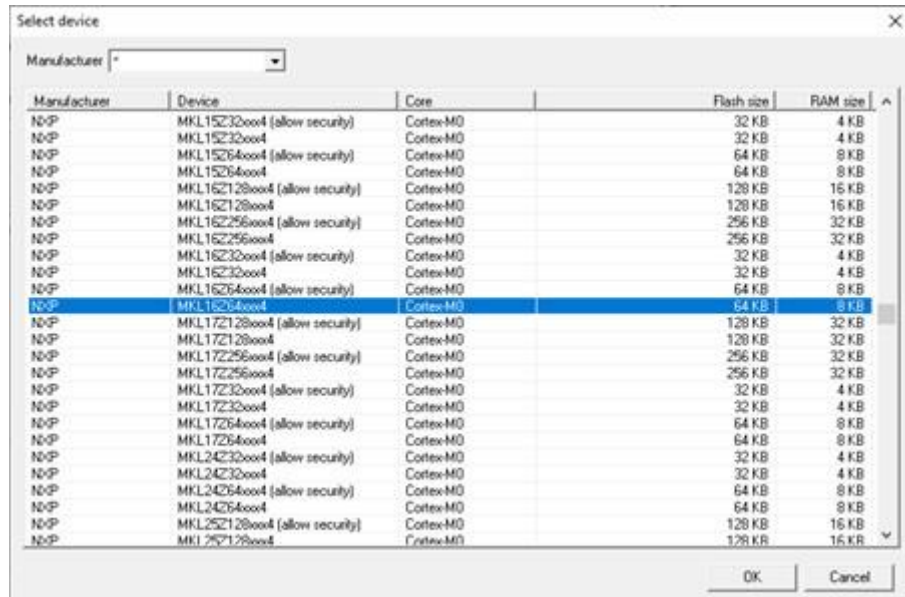 Select device
Manufacturer *
Manufacturer Device Core Flash size RAM size
NXP MKL15Z32xxx4 (allow security) Cortex-M0 32 KB 4 KB
NXP MKL15Z32xxx4 Cortex-M0 32 KB 4 KB
NXP MKL15Z64xxx4 (allow security) Cortex-M0 64 KB 8 KB
NXP MKL15Z64xxx4 Cortex-M0 64 KB 8 KB
NXP MKL16Z128xxx4 (allow security) Cortex-M0 128 KB 16 KB
NXP MKL16Z128xxx4 Cortex-M0 128 KB 16 KB
NXP MKL16Z256xxx4 (allow security) Cortex-M0 256 KB 32 KB
NXP MKL16Z256xxx4 Cortex-M0 256 KB 32 KB
NXP MKL16Z32xxx4 (allow security) Cortex-M0 32 KB 4 KB
NXP MKL16Z32xxx4 Cortex-M0 32 KB 4 KB
NXP MKL16Z64xxx4 (allow security) Cortex-M0 64 KB 8 KB
NXP MKL16Z64xxx4 Cortex-M0 64 KB 8 KB
NXP MKL17Z128xxx4 (allow security) Cortex-M0 128 KB 32 KB
NXP MKL17Z128xxx4 Cortex-M0 128 KB 32 KB
NXP MKL17Z256xxx4 (allow security) Cortex-M0 256 KB 32 KB
NXP MKL17Z256xxx4 Cortex-M0 256 KB 32 KB
NXP MKL17Z32xxx4 (allow security) Cortex-M0 32 KB 4 KB
NXP MKL17Z32xxx4 Cortex-M0 32 KB 4 KB
NXP MKL17Z64xxx4 (allow security) Cortex-M0 64 KB 8 KB
NXP MKL17Z64xxx4 Cortex-M0 64 KB 8 KB
NXP MKL24Z32xxx4 (allow security) Cortex-M0 32 KB 4 KB
NXP MKL24Z32xxx4 Cortex-M0 32 KB 4 KB
NXP MKL24Z64xxx4 (allow security) Cortex-M0 64 KB 8 KB
NXP MKL24Z64xxx4 Cortex-M0 64 KB 8 KB
NXP MKL25Z128xxx4 (allow security) Cortex-M0 128 KB 16 KB
NXP MKL25Z128xxx4 Cortex-M0 128 KB 16 KB
OK Cancel